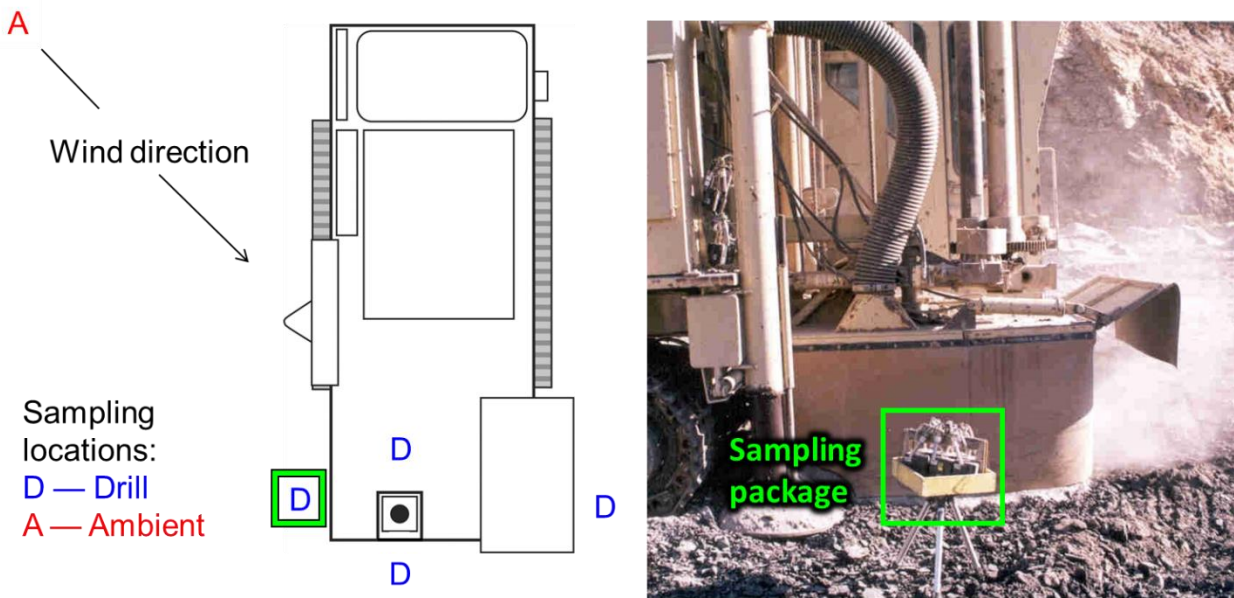 A
Wind direction
Sampling
locations:
D — Drill
A — Ambient
D
D
D
D
Sampling
package